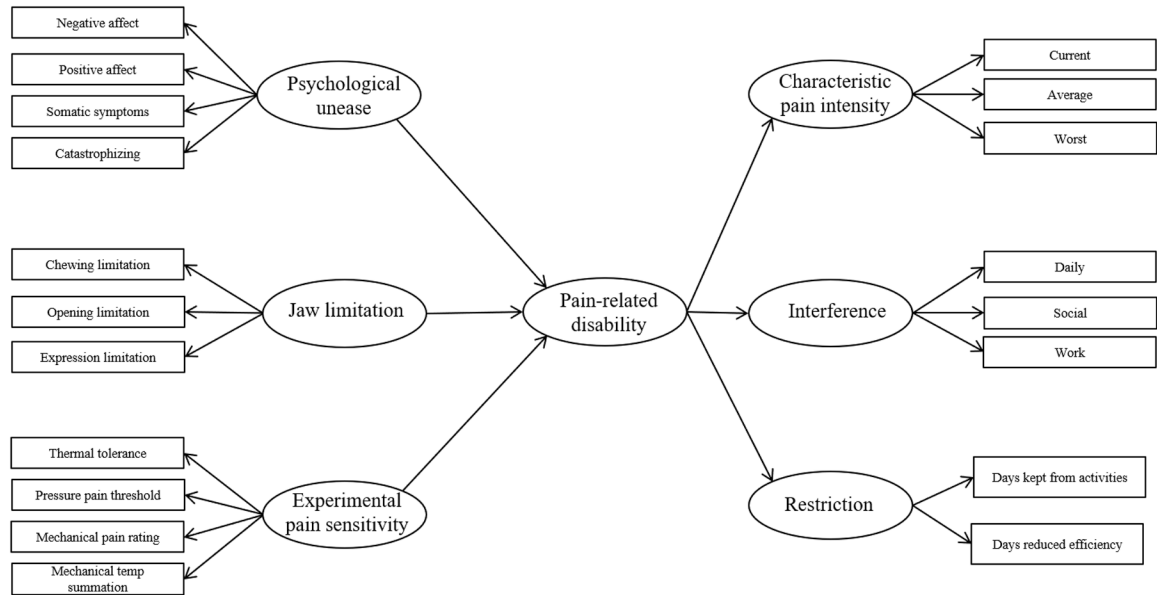 Negative affect
Positive affect
Somatic symptoms
Catastrophizing
Psychological
unease
Chewing limitation
Opening limitation
Expression limitation
Jaw limitation
Thermal tolerance
Pressure pain threshold
Mechanical pain rating
Mechanical temp
summation
Experimental
pain sensitivity
Pain-related
disability
Characteristic
pain intensity
Current
Average
Worst
Interference
Daily
Social
Work
Restriction
Days kept from activities
Days reduced efficiency